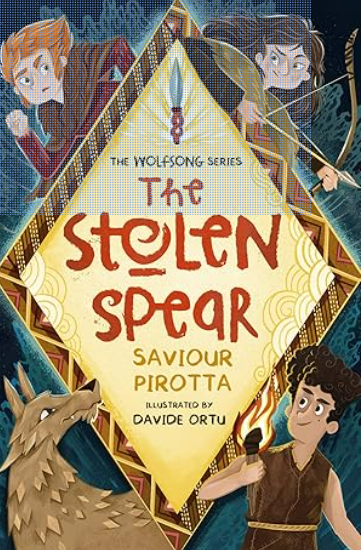 THE WOLFSONG SERIES
The
STOLEN
SPEAR
SAVIOUR
PIROTTA
ILLUSTRATED BY
DAVIDE ORTU